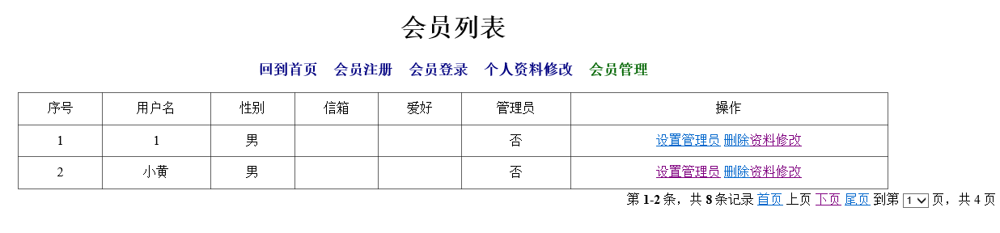 会员列表
回到首页 会员注册 会员登录 个人资料修改 会员管理
序号 用户名 性别 信箱 爱好 管理员 操作
1 1 男 否 设置管理员 删除资料修改
2 小黄 男 否 设置管理员 删除资料修改
第 1-2 条，共 8 条记录 首页 上页 下页 尾页 到第 1 页，共 4 页